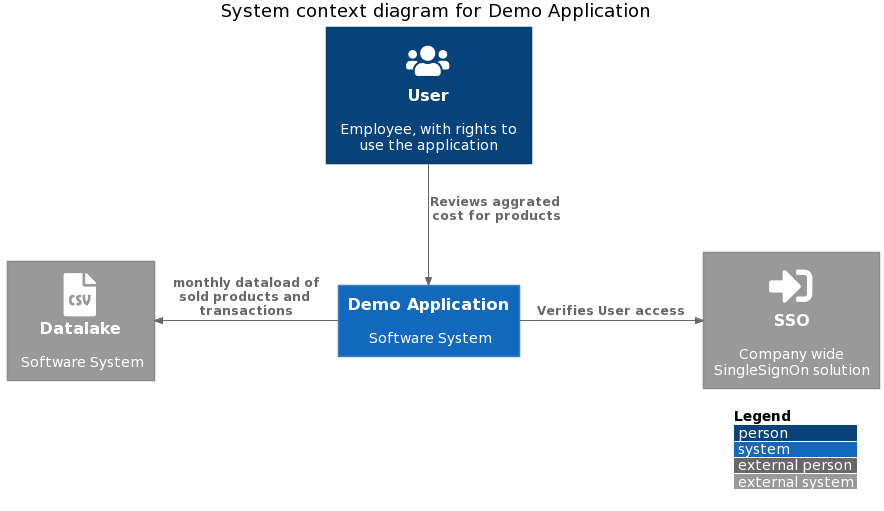 System context diagram for Demo Application
User
Employee, with rights to
use the application
Reviews aggrated
cost for products
CSV
Datalake
Software System
monthly dataload of
sold products and
transactions
Demo Application
Software System
Verifies User access
SSO
Company wide
SingleSignOn solution
Legend
person
system
external person
external system